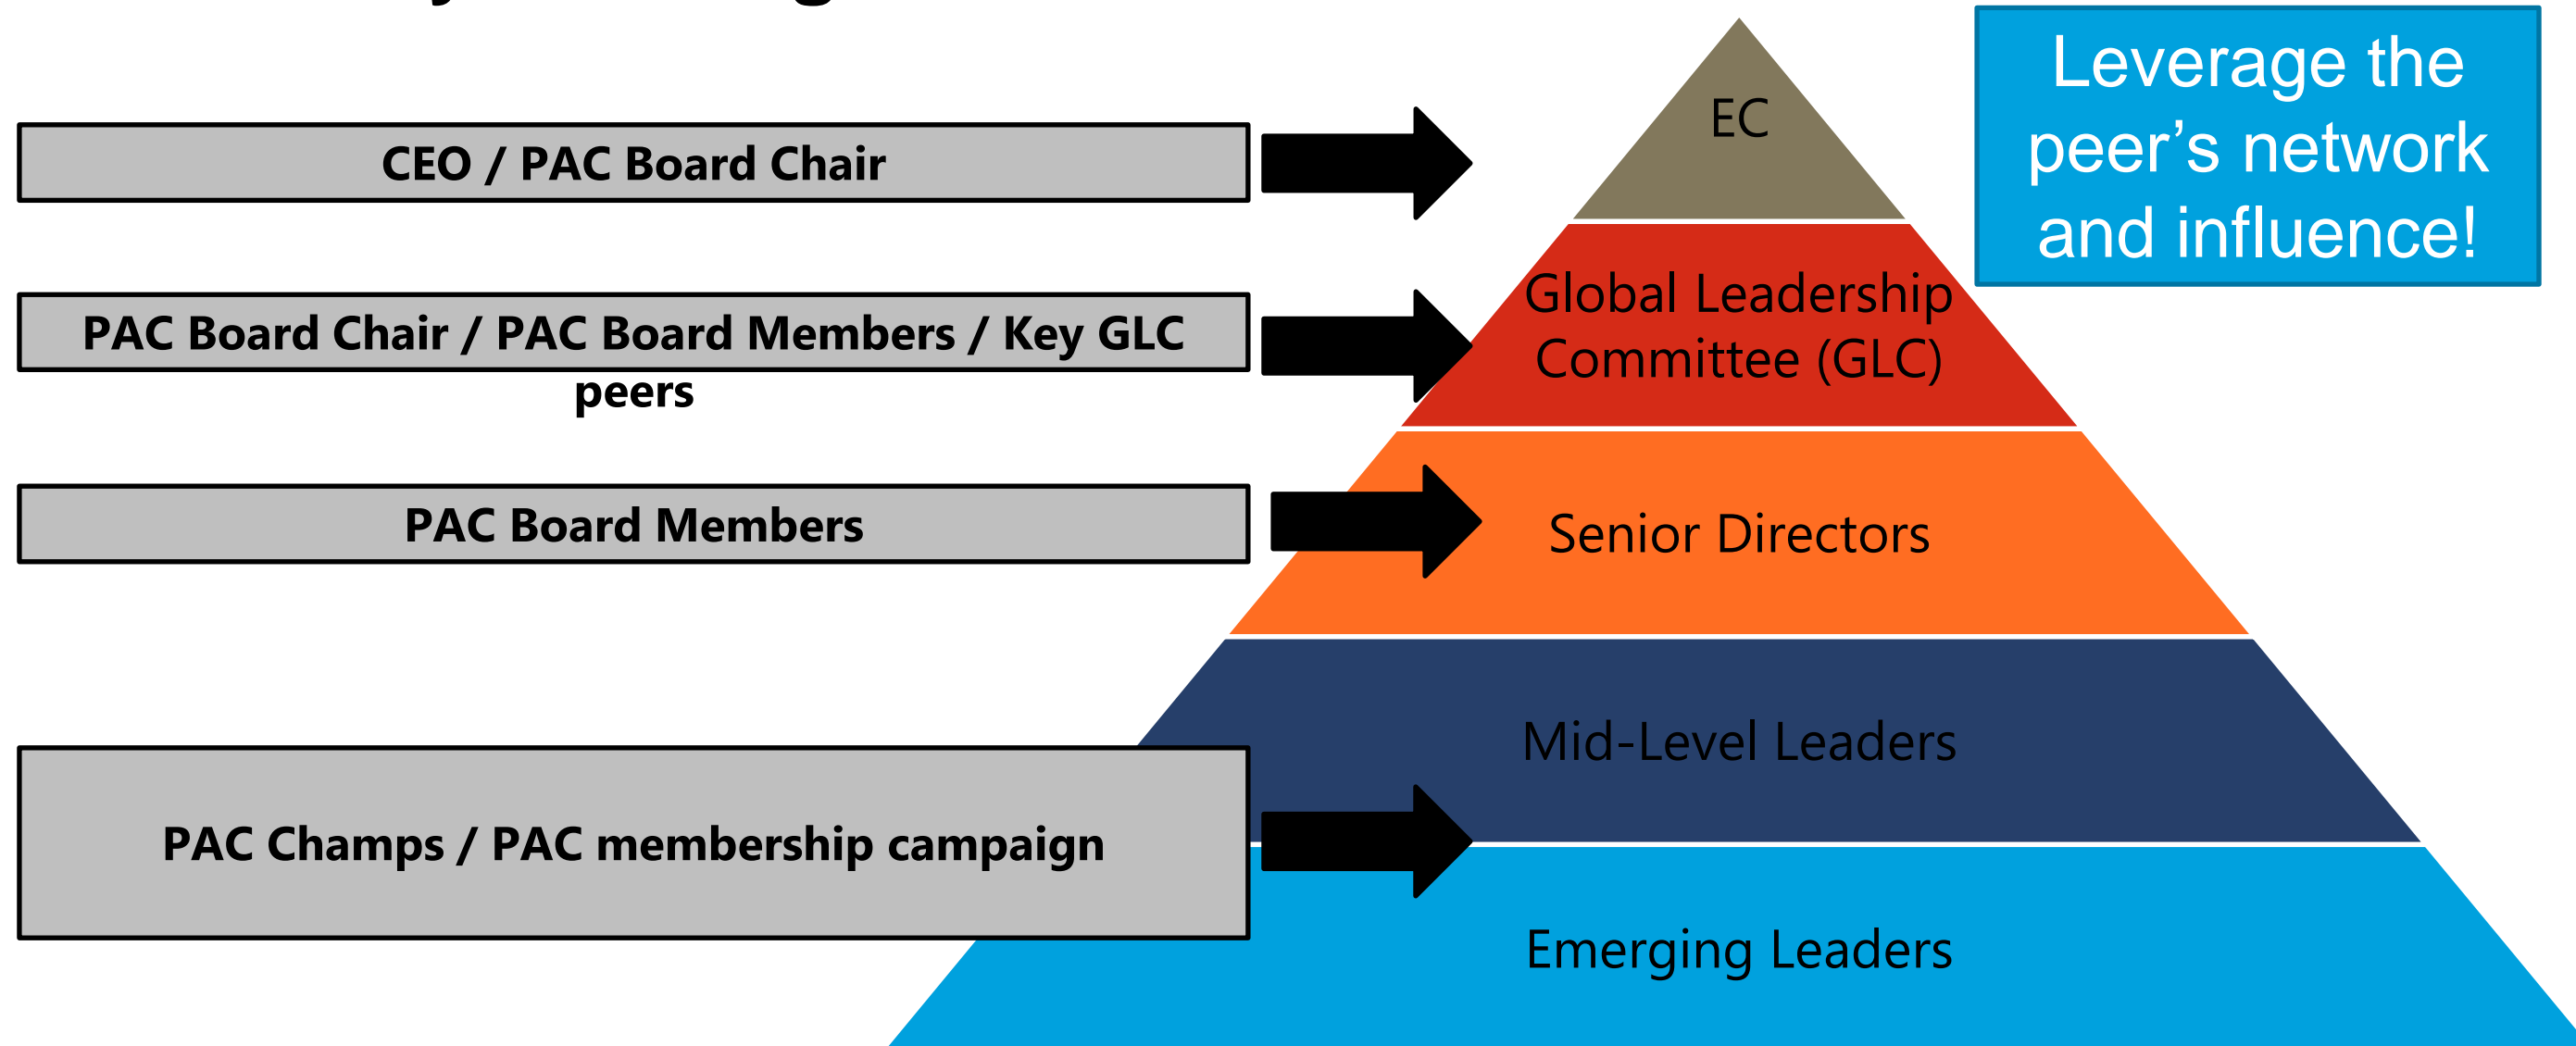 CEO / PAC Board Chair
PAC Board Chair / PAC Board Members / Key GLC
peers
PAC Board Members
PAC Champs / PAC membership campaign
EC
Global Leadership
Committee (GLC)
Senior Directors
Mid-Level Leaders
Emerging Leaders
Leverage the
peer’s network
and influence!